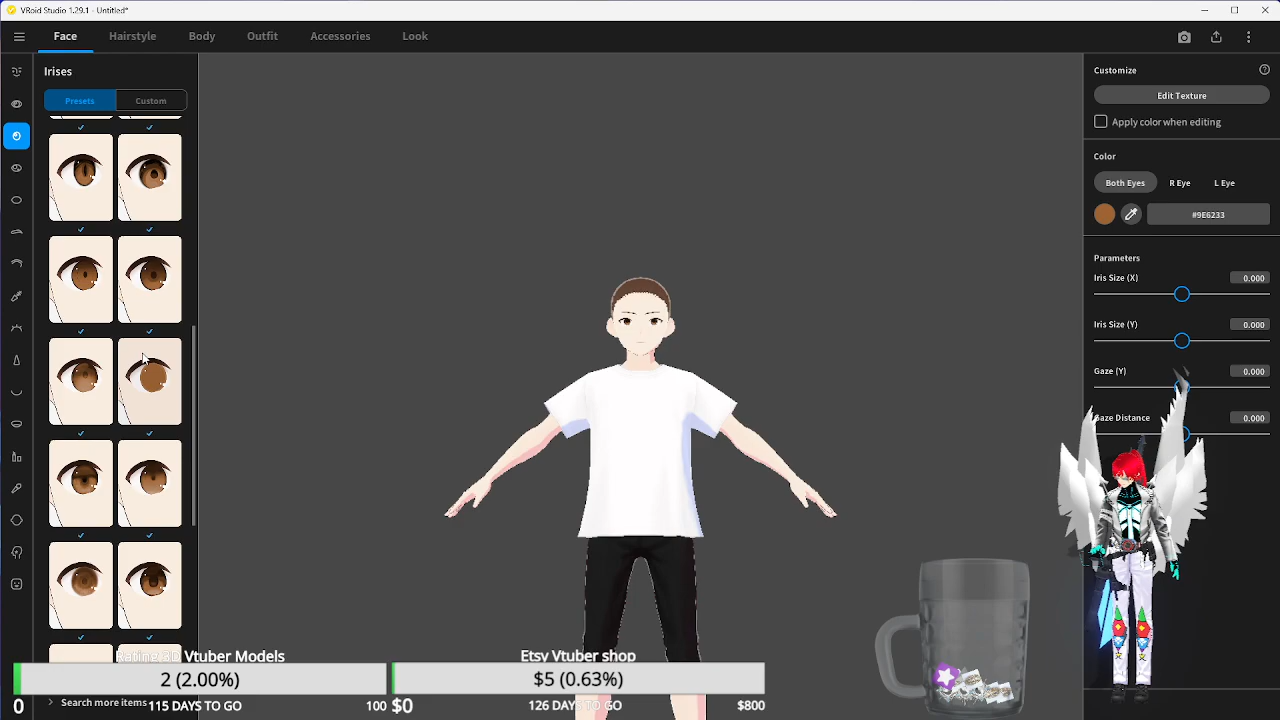 VRoid Studio 1.29.1 - Untitled*
Face
Hairstyle
Body
Outfit
Accessories
Look
Irises
Presets
Custom
Search more items
Customize
Edit Texture
Apply color when editing
Color
Both Eyes
R Eye
L Eye
#9E6233
Parameters
Iris Size (X)
0.000
Iris Size (Y)
0.000
Gaze (Y)
0.000
Gaze Distance
0.000
Rating 3D Vtuber Models
2 (2.00%)
0
115 DAYS TO GO
100
Etsy Vtuber shop
$5 (0.63%)
$0
126 DAYS TO GO
$800